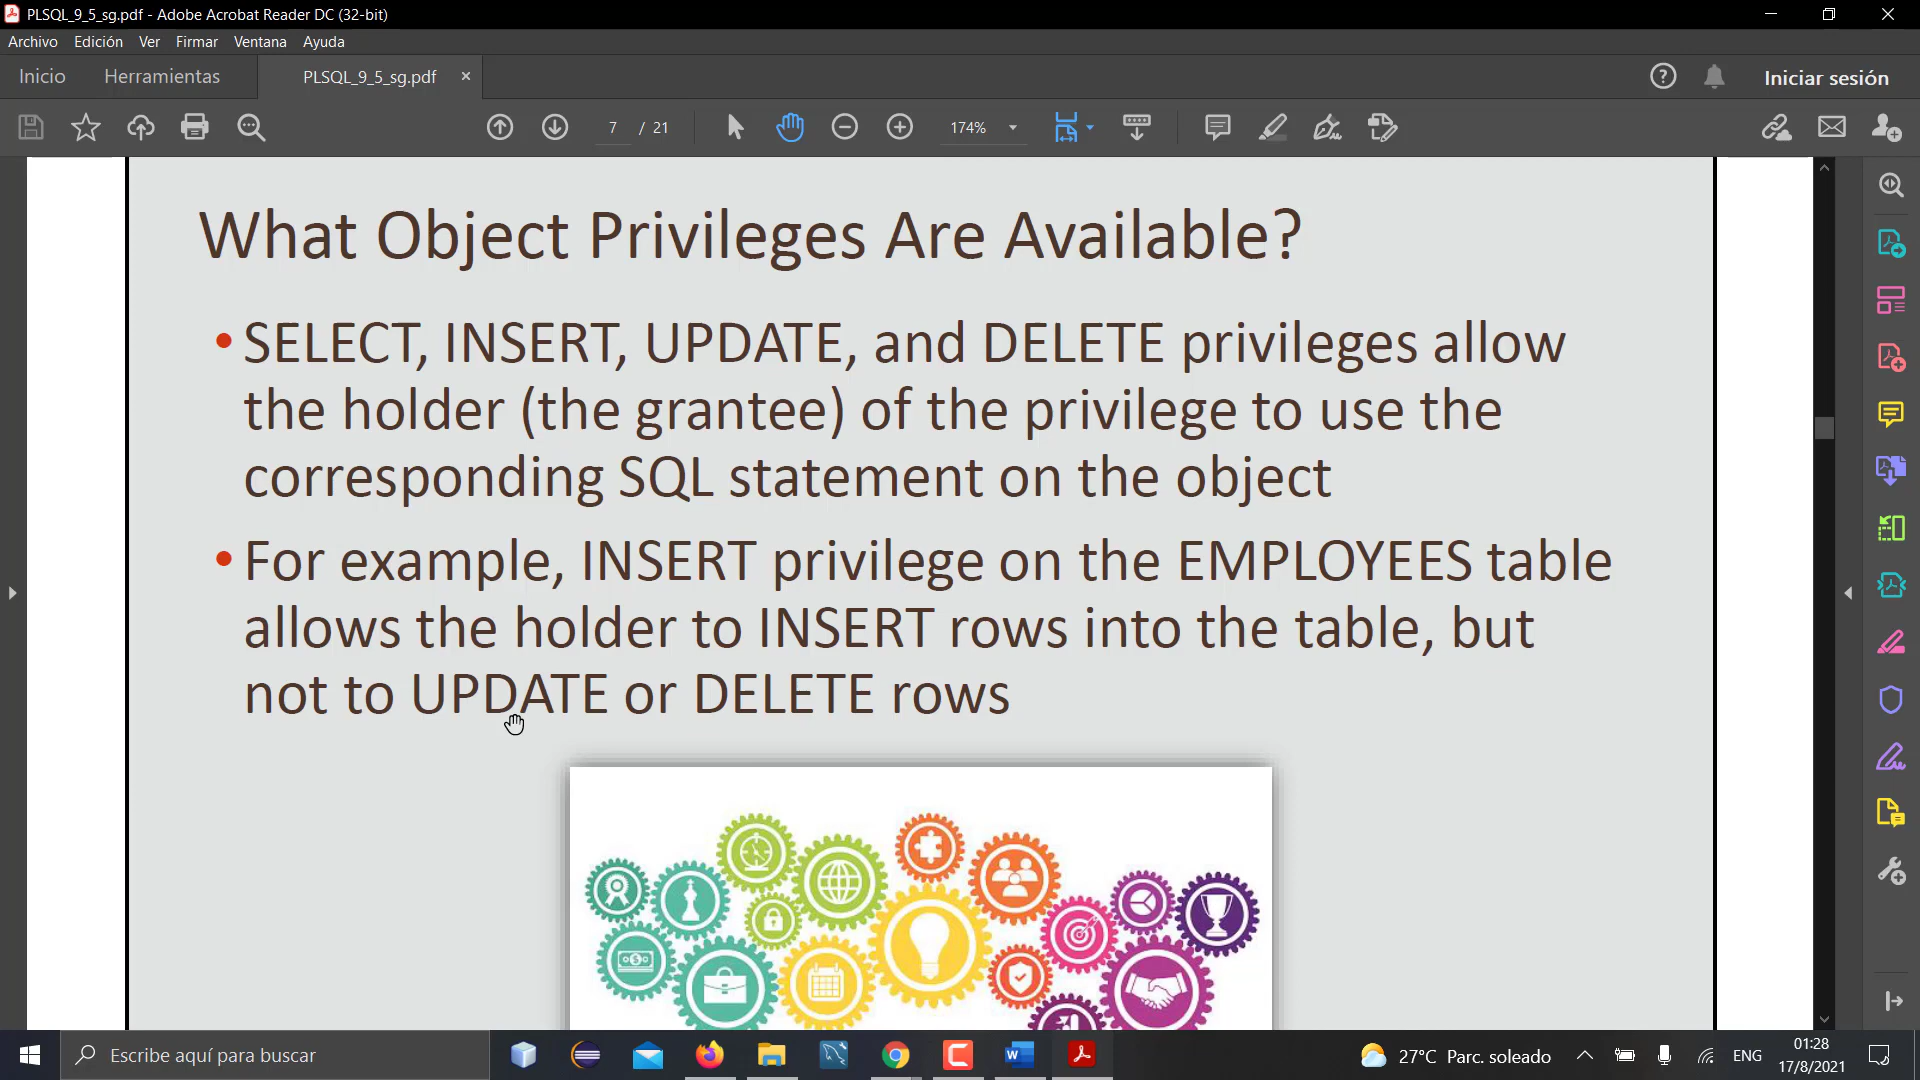 PLSQL_9_5_sg.pdf - Adobe Acrobat Reader DC (32-bit)
Archivo Edición Ver Firmar Ventana Ayuda
Inicio Herramientas PLSQL_9_5_sg.pdf × Iniciar sesión
7 / 21 174%
What Object Privileges Are Available?
• SELECT, INSERT, UPDATE, and DELETE privileges allow
the holder (the grantee) of the privilege to use the
corresponding SQL statement on the object
• For example, INSERT privilege on the EMPLOYEES table
allows the holder to INSERT rows into the table, but
not to UPDATE or DELETE rows
Escribe aquí para buscar
27°C Parc. soleado
ENG
01:28
17/8/2021